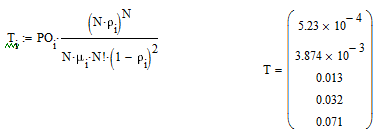 T_i := PO_i · (N·ρ_i)^N / (N·μ_i·N!·(1 − ρ_i)^2)
T =
5.23 × 10^-4
3.874 × 10^-3
0.013
0.032
0.071